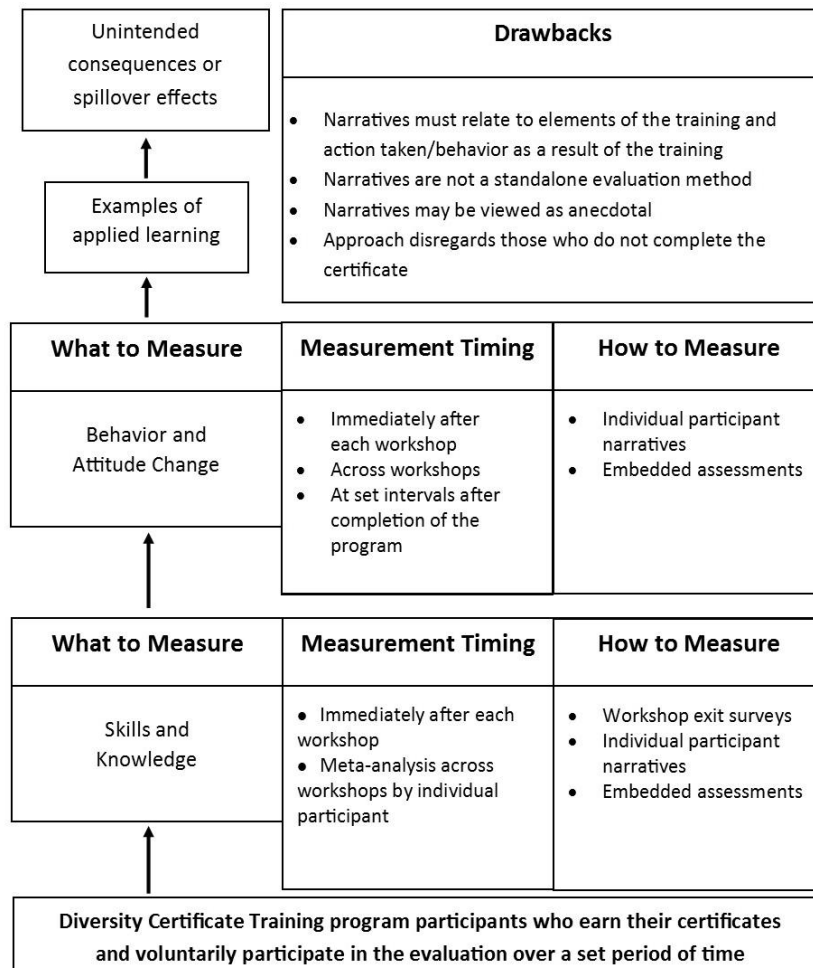 Unintended
consequences or
spillover effects
Drawbacks
• Narratives must relate to elements of the training and
action taken/behavior as a result of the training
• Narratives are not a standalone evaluation method
• Narratives may be viewed as anecdotal
• Approach disregards those who do not complete the
certificate
Examples of
applied learning
What to Measure
Measurement Timing
How to Measure
Behavior and
Attitude Change
• Immediately after
each workshop
• Across workshops
• At set intervals after
completion of the
program
• Individual participant
narratives
• Embedded assessments
What to Measure
Measurement Timing
How to Measure
Skills and
Knowledge
• Immediately after each
workshop
• Meta-analysis across
workshops by individual
participant
• Workshop exit surveys
• Individual participant
narratives
• Embedded assessments
Diversity Certificate Training program participants who earn their certificates
and voluntarily participate in the evaluation over a set period of time